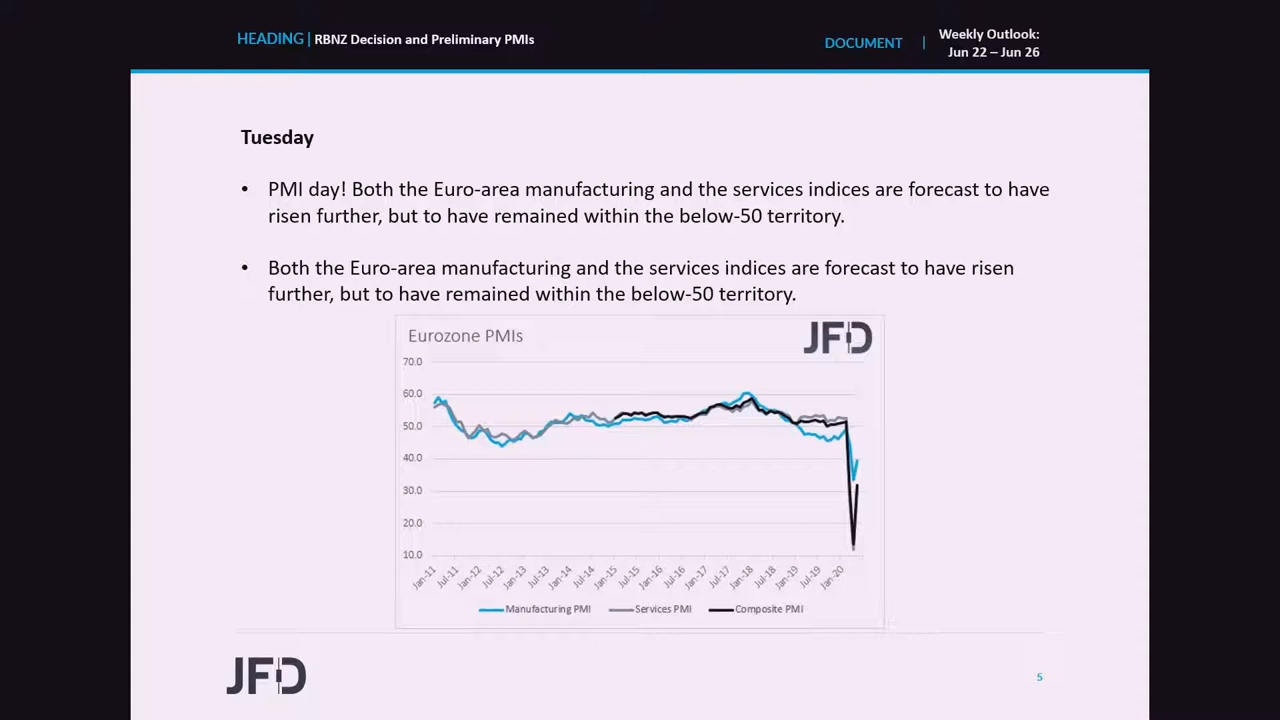 HEADING | RBNZ Decision and Preliminary PMIs
DOCUMENT | Weekly Outlook:
Jun 22 – Jun 26
Tuesday
• PMI day! Both the Euro-area manufacturing and the services indices are forecast to have
risen further, but to have remained within the below-50 territory.
• Both the Euro-area manufacturing and the services indices are forecast to have risen
further, but to have remained within the below-50 territory.
Eurozone PMIs
JFD
70.0
60.0
50.0
40.0
30.0
20.0
10.0
Jan-11 Jul-11 Jan-12 Jul-12 Jan-13 Jul-13 Jan-14 Jul-14 Jan-15 Jul-15 Jan-16 Jul-16 Jan-17 Jul-17 Jan-18 Jul-18 Jan-19 Jul-19 Jan-20
Manufacturing PMI Services PMI Composite PMI
JFD
5